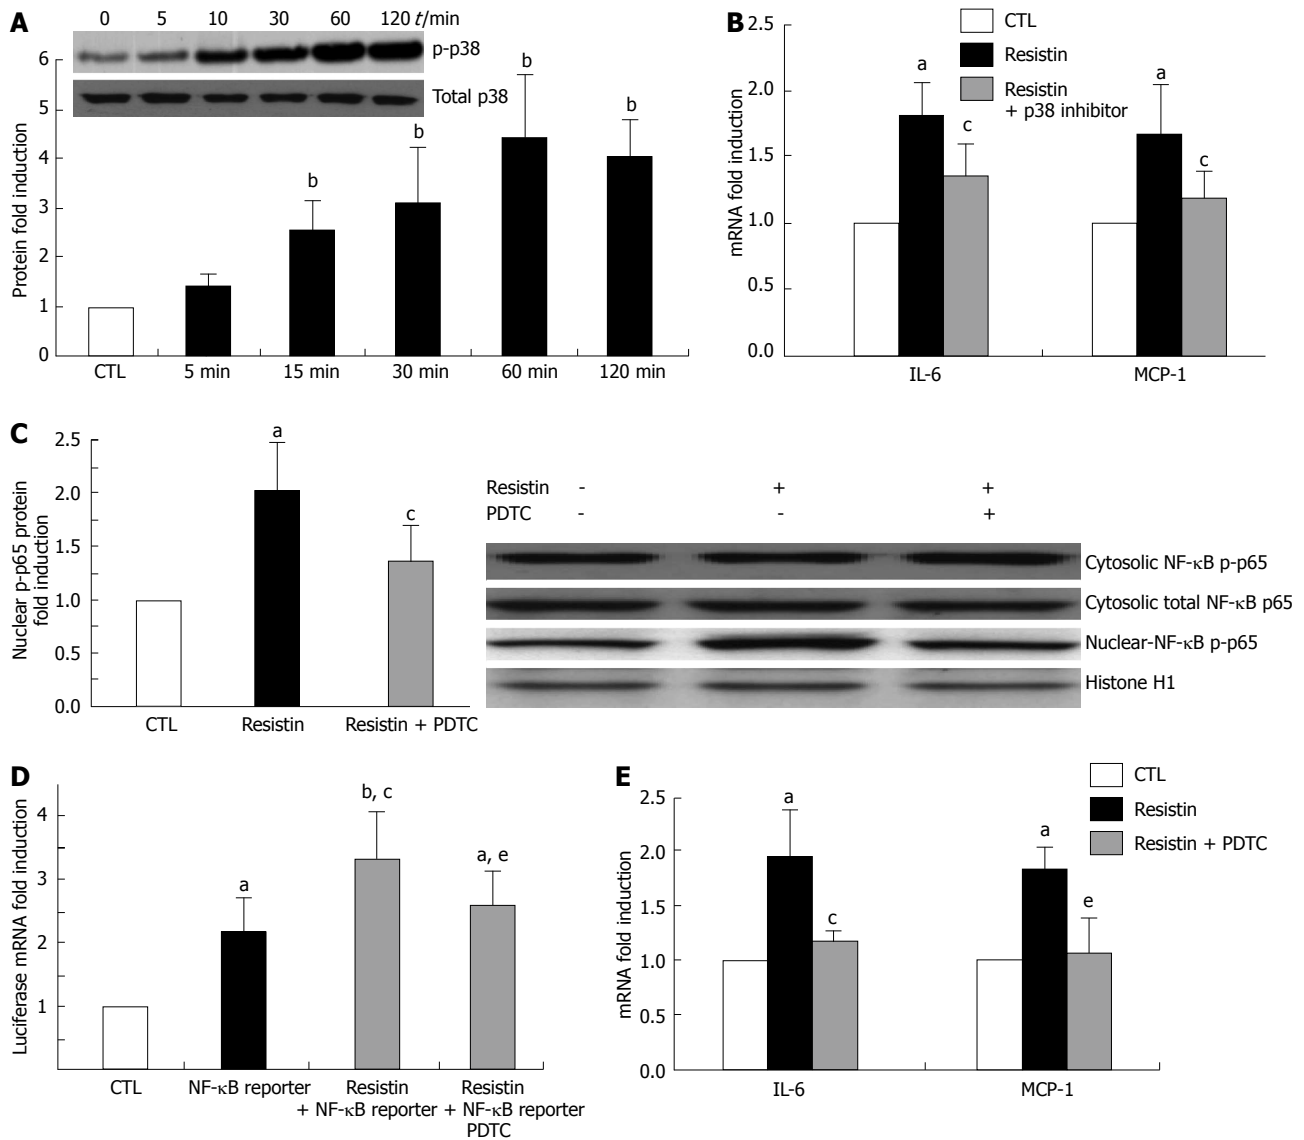 A
0 5 10 30 60 120 t/min
p-p38
Total p38
Protein fold induction
6
5
4
3
2
1
0
b
b
b
b
CTL 5 min 15 min 30 min 60 min 120 min
B
CTL
Resistin
Resistin
+ p38 inhibitor
mRNA fold induction
2.5
2.0
1.5
1.0
0.5
0.0
a
c
a
c
IL-6 MCP-1
C
Nuclear p-p65 protein
fold induction
2.5
2.0
1.5
1.0
0.5
0.0
a
c
CTL Resistin Resistin + PDTC
Resistin - + +
PDTC - - +
Cytosolic NF-κB p-p65
Cytosolic total NF-κB p65
Nuclear-NF-κB p-p65
Histone H1
D
Luciferase mRNA fold induction
4
3
2
1
a
b, c
a, e
CTL NF-κB reporter Resistin Resistin
+ NF-κB reporter + NF-κB reporter
PDTC
E
CTL
Resistin
Resistin + PDTC
mRNA fold induction
2.5
2.0
1.5
1.0
0.5
0.0
a
c
a
e
IL-6 MCP-1